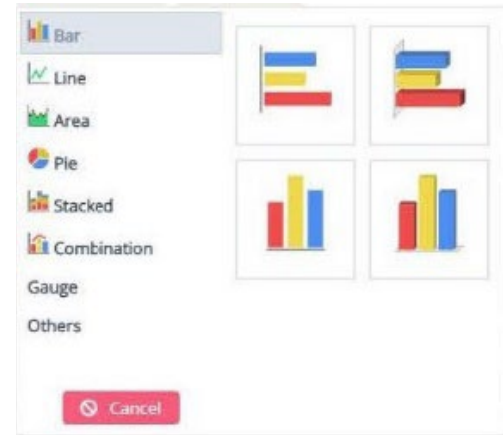 Bar
Line
Area
Pie
Stacked
Combination
Gauge
Others
Cancel